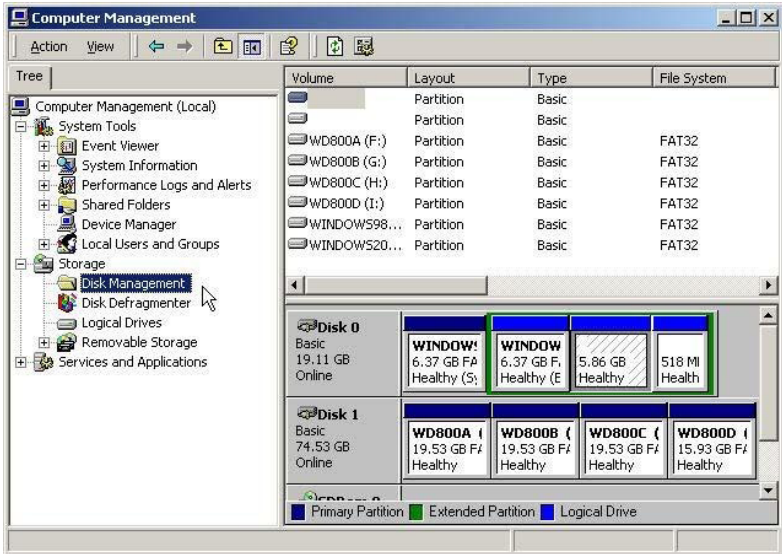 Computer Management
Action View
Tree
Computer Management (Local)
System Tools
Event Viewer
System Information
Performance Logs and Alerts
Shared Folders
Device Manager
Local Users and Groups
Storage
Disk Management
Disk Defragmenter
Logical Drives
Removable Storage
Services and Applications
Volume Layout Type File System
Partition Basic
Partition Basic
WD800A (F:) Partition Basic FAT32
WD800B (G:) Partition Basic FAT32
WD800C (H:) Partition Basic FAT32
WD800D (I:) Partition Basic FAT32
WINDOWS98... Partition Basic FAT32
WINDOWS20... Partition Basic FAT32
Disk 0
Basic
19.11 GB
Online
WINDOW
6.37 GB FA
Healthy (Sy
WINDOW
6.37 GB F
Healthy (E
5.86 GB
Healthy
518 M
Health
Disk 1
Basic
74.53 GB
Online
WD800A (
19.53 GB FA
Healthy
WD800B (
19.53 GB FA
Healthy
WD800C (
19.53 GB FA
Healthy
WD800D (
15.93 GB FA
Healthy
Primary Partition Extended Partition Logical Drive